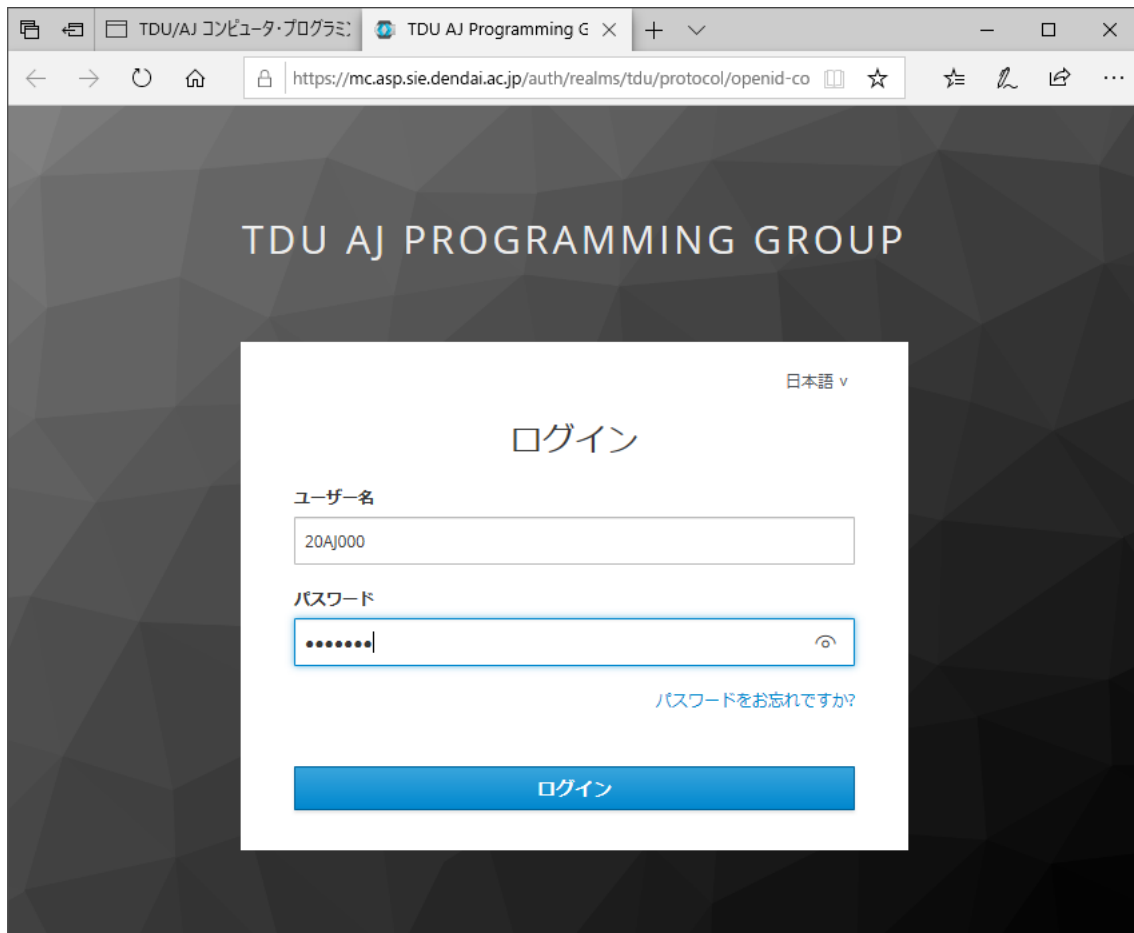 TDU/AJ コンピュータ・プログラミン
TDU AJ Programming G
https://mc.asp.sie.dendai.ac.jp/auth/realms/tdu/protocol/openid-co
TDU AJ PROGRAMMING GROUP
日本語 v
ログイン
ユーザー名
20AJ000
パスワード
•••••••
パスワードをお忘れですか?
ログイン